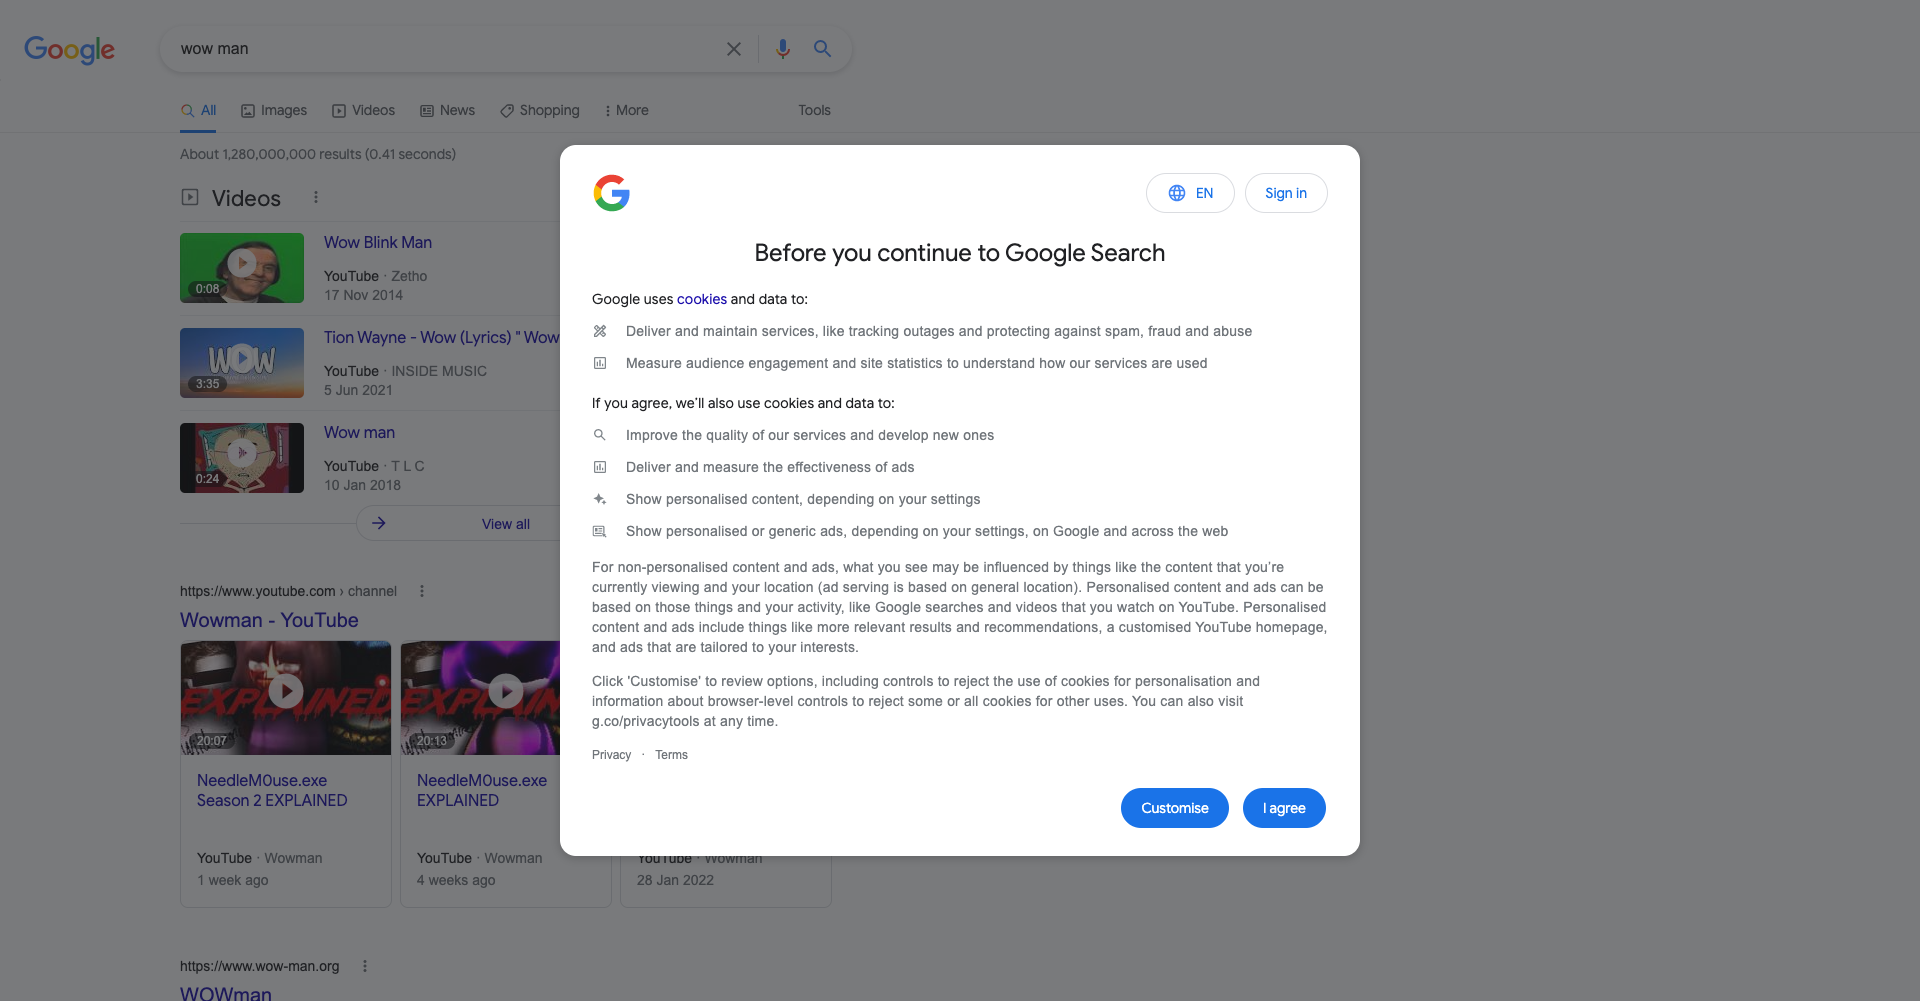 Google
wow man
All
Images
Videos
News
Shopping
More
Tools
About 1,280,000,000 results (0.41 seconds)
Videos
0:08
Wow Blink Man
YouTube · Zetho
17 Nov 2014
WOW
3:35
Tion Wayne - Wow (Lyrics) " Wow
YouTube · INSIDE MUSIC
5 Jun 2021
0:24
Wow man
YouTube · T L C
10 Jan 2018
View all
https://www.youtube.com › channel
Wowman - YouTube
EXPLAINED
20:07
NeedleM0use.exe
Season 2 EXPLAINED
YouTube · Wowman
1 week ago
20:13
NeedleM0use.exe
EXPLAINED
YouTube · Wowman
4 weeks ago
YouTube · Wowman
28 Jan 2022
https://www.wow-man.org
WOWman
EN
Sign in
Before you continue to Google Search
Google uses cookies and data to:
Deliver and maintain services, like tracking outages and protecting against spam, fraud and abuse
Measure audience engagement and site statistics to understand how our services are used
If you agree, we'll also use cookies and data to:
Improve the quality of our services and develop new ones
Deliver and measure the effectiveness of ads
Show personalised content, depending on your settings
Show personalised or generic ads, depending on your settings, on Google and across the web
For non-personalised content and ads, what you see may be influenced by things like the content that you're
currently viewing and your location (ad serving is based on general location). Personalised content and ads can be
based on those things and your activity, like Google searches and videos that you watch on YouTube. Personalised
content and ads include things like more relevant results and recommendations, a customised YouTube homepage,
and ads that are tailored to your interests.
Click 'Customise' to review options, including controls to reject the use of cookies for personalisation and
information about browser-level controls to reject some or all cookies for other uses. You can also visit
g.co/privacytools at any time.
Privacy · Terms
Customise
I agree